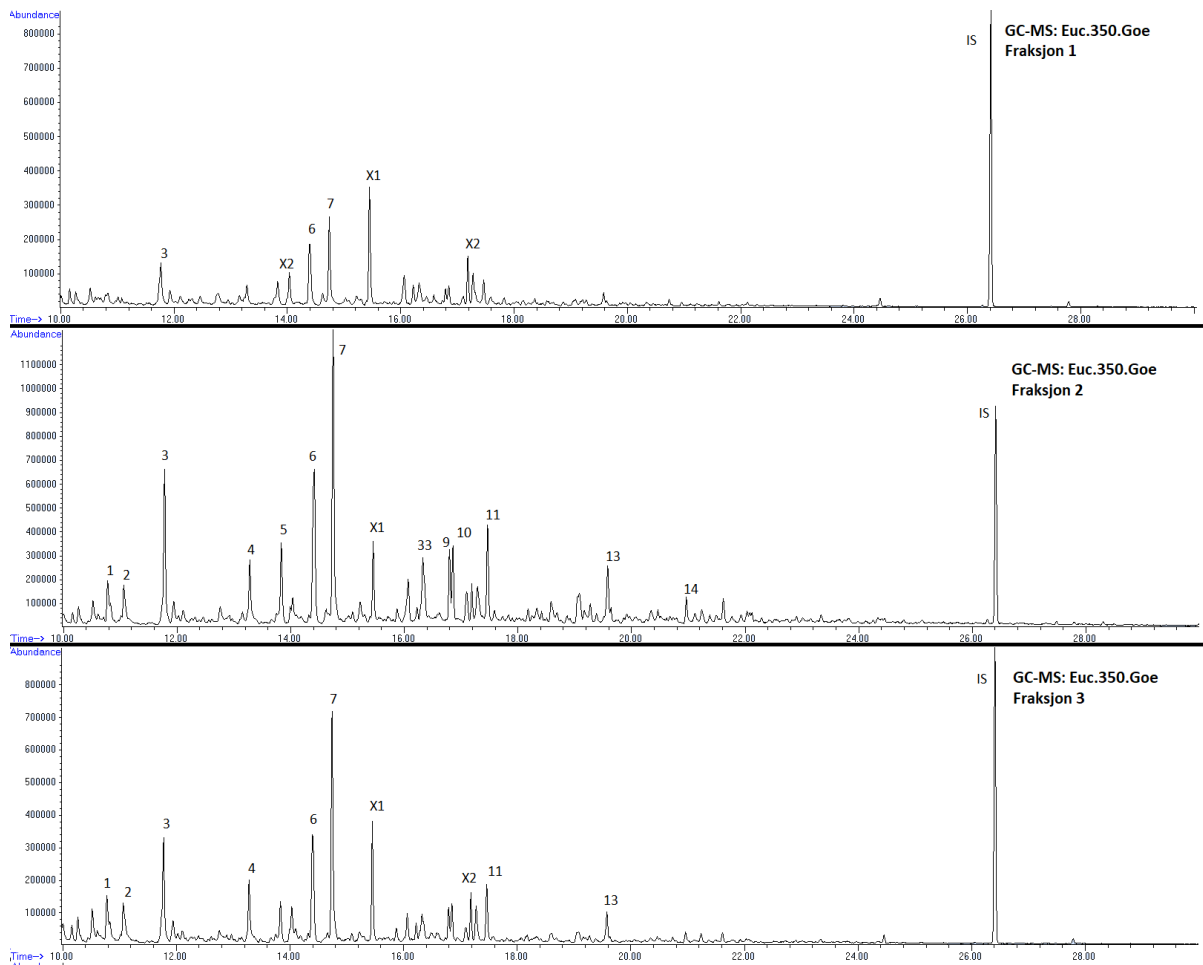 Abundance
800000
700000
600000
500000
400000
300000
200000
100000
IS
GC-MS: Euc.350.Goe
Fraksjon 1
3
X2
6
7
X1
X2
Time-->
10.00 12.00 14.00 16.00 18.00 20.00 22.00 24.00 26.00 28.00
Abundance
1100000
1000000
900000
800000
700000
600000
500000
400000
300000
200000
100000
GC-MS: Euc.350.Goe
Fraksjon 2
IS
1
2
3
4
5
6
7
X1
33
9
10
11
13
14
Time-->
10.00 12.00 14.00 16.00 18.00 20.00 22.00 24.00 26.00 28.00
Abundance
800000
700000
600000
500000
400000
300000
200000
100000
GC-MS: Euc.350.Goe
Fraksjon 3
IS
1
2
3
4
6
7
X1
X2
11
13
Time-->
10.00 12.00 14.00 16.00 18.00 20.00 22.00 24.00 26.00 28.00